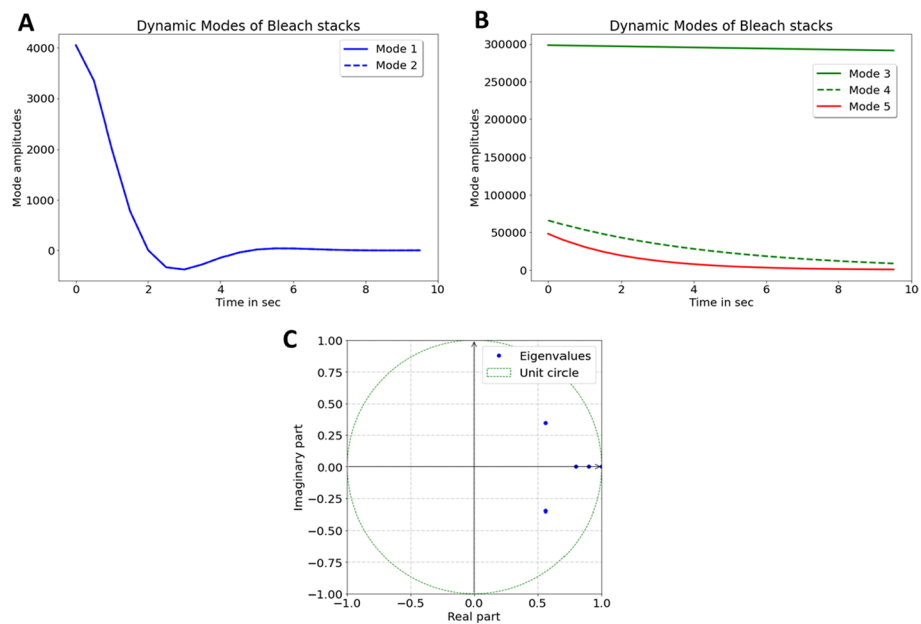 A
Dynamic Modes of Bleach stacks
Mode amplitudes
4000
3000
2000
1000
0
Mode 1
Mode 2
0 2 4 6 8 10
Time in sec
B
Dynamic Modes of Bleach stacks
Mode amplitudes
300000
250000
200000
150000
100000
50000
0
Mode 3
Mode 4
Mode 5
0 2 4 6 8 10
Time in sec
C
Imaginary part
1.00
0.75
0.50
0.25
0.00
−0.25
−0.50
−0.75
−1.00
Eigenvalues
Unit circle
−1.0 −0.5 0.0 0.5 1.0
Real part